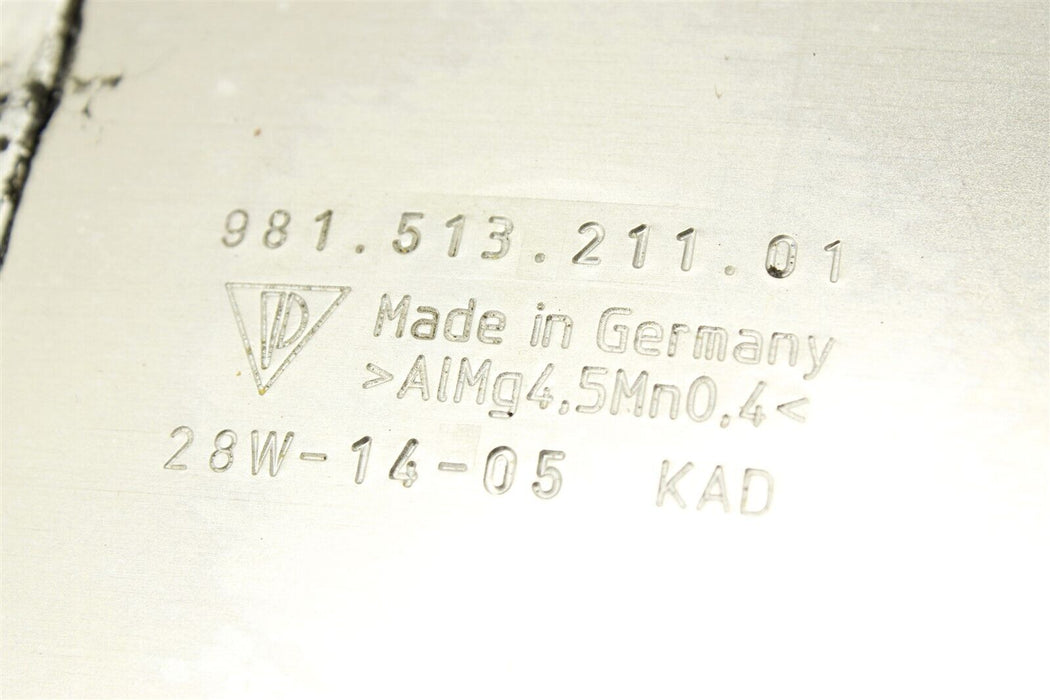 981.513.211.01
Made in Germany
>AlMg4,5Mn0,4<
28W-14-05 KAD